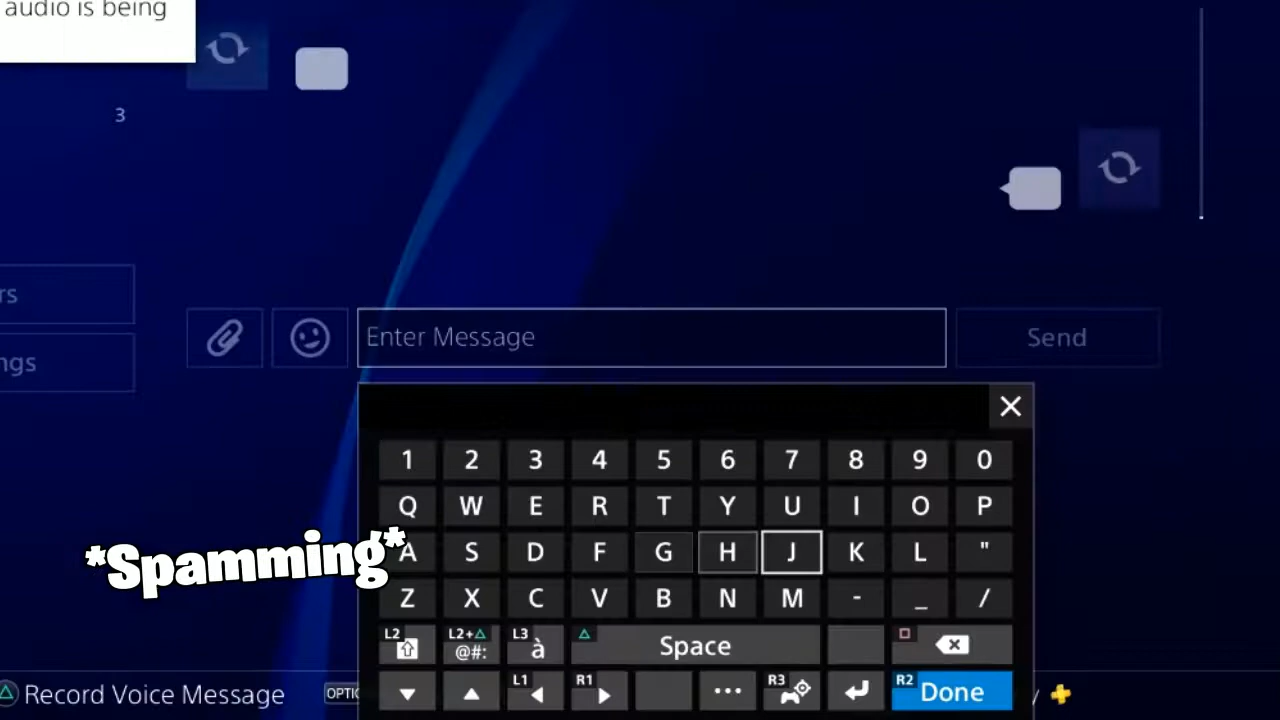 audio is being
3
rs
Enter Message
Send
ngs
1 2 3 4 5 6 7 8 9 0
Q W E R T Y U I O P
*Spamming*
A S D F G H J K L "
Z X C V B N M - _ /
L2 L2+△ @#: L3 à △ Space □
L1 R1 ... R3 R2 Done
△ Record Voice Message OPTIO